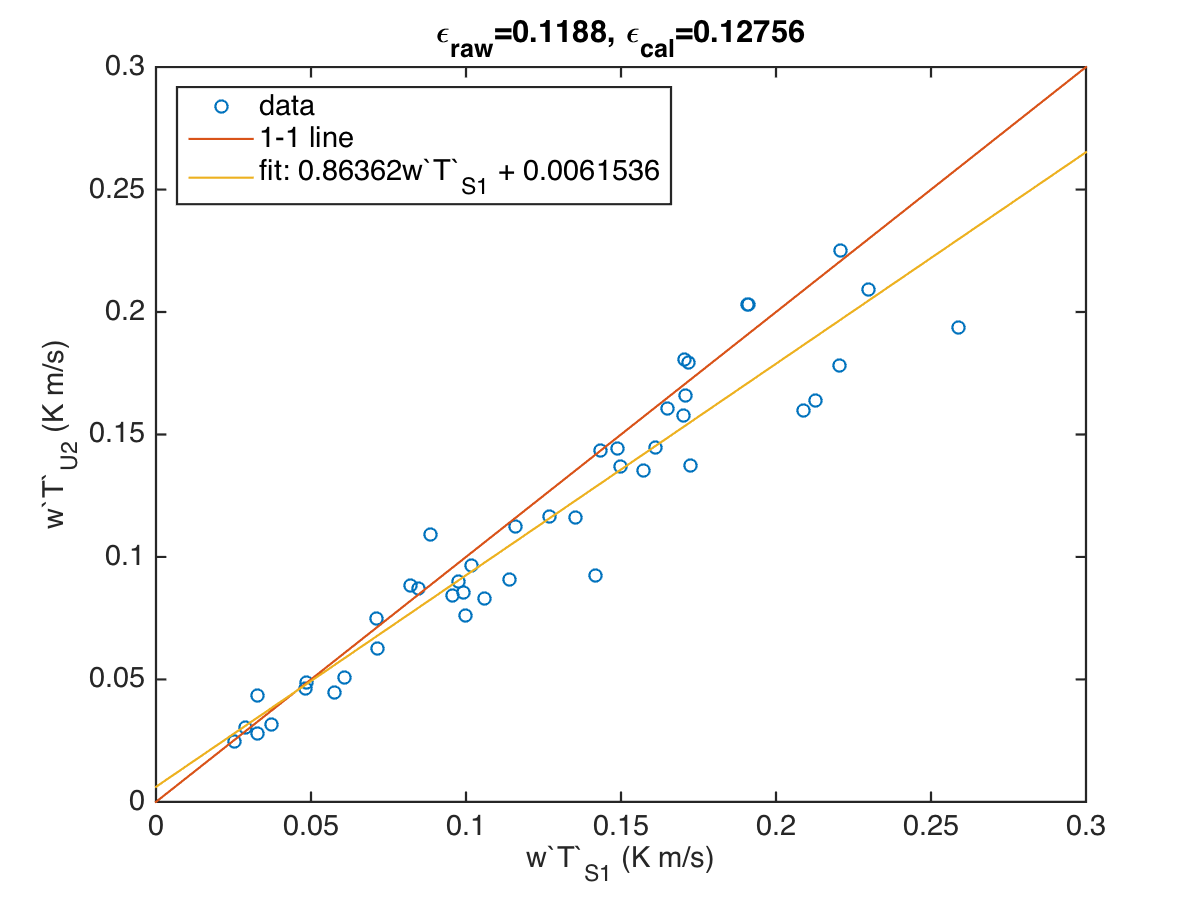 ϵraw=0.1188, ϵcal=0.12756
0.3
0.25
0.2
0.15
0.1
0.05
0
data
1-1 line
fit: 0.86362w`T`S1 + 0.0061536
w`T`U2 (K m/s)
0 0.05 0.1 0.15 0.2 0.25 0.3
w`T`S1 (K m/s)